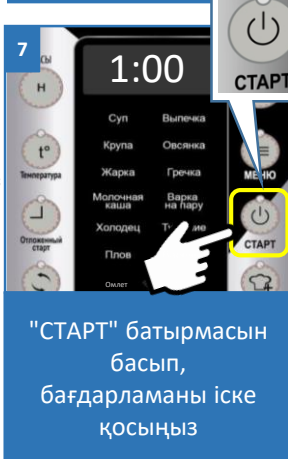 7
1:00
СТАРТ
Н
Суп
Выпечка
Крупа
Овсянка
t°
Температура
Жарка
Гречка
МЕНЮ
Молочная каша
Варка на пару
Холодец
Отложенный старт
СТАРТ
Плов
Омлет
"СТАРТ" батырмасын
басып,
бағдарламаны іске
қосыңыз